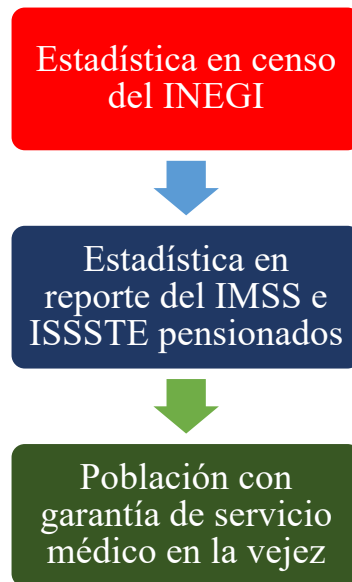 Estadística en censo
del INEGI
Estadística en
reporte del IMSS e
ISSSTE pensionados
Población con
garantía de servicio
médico en la vejez